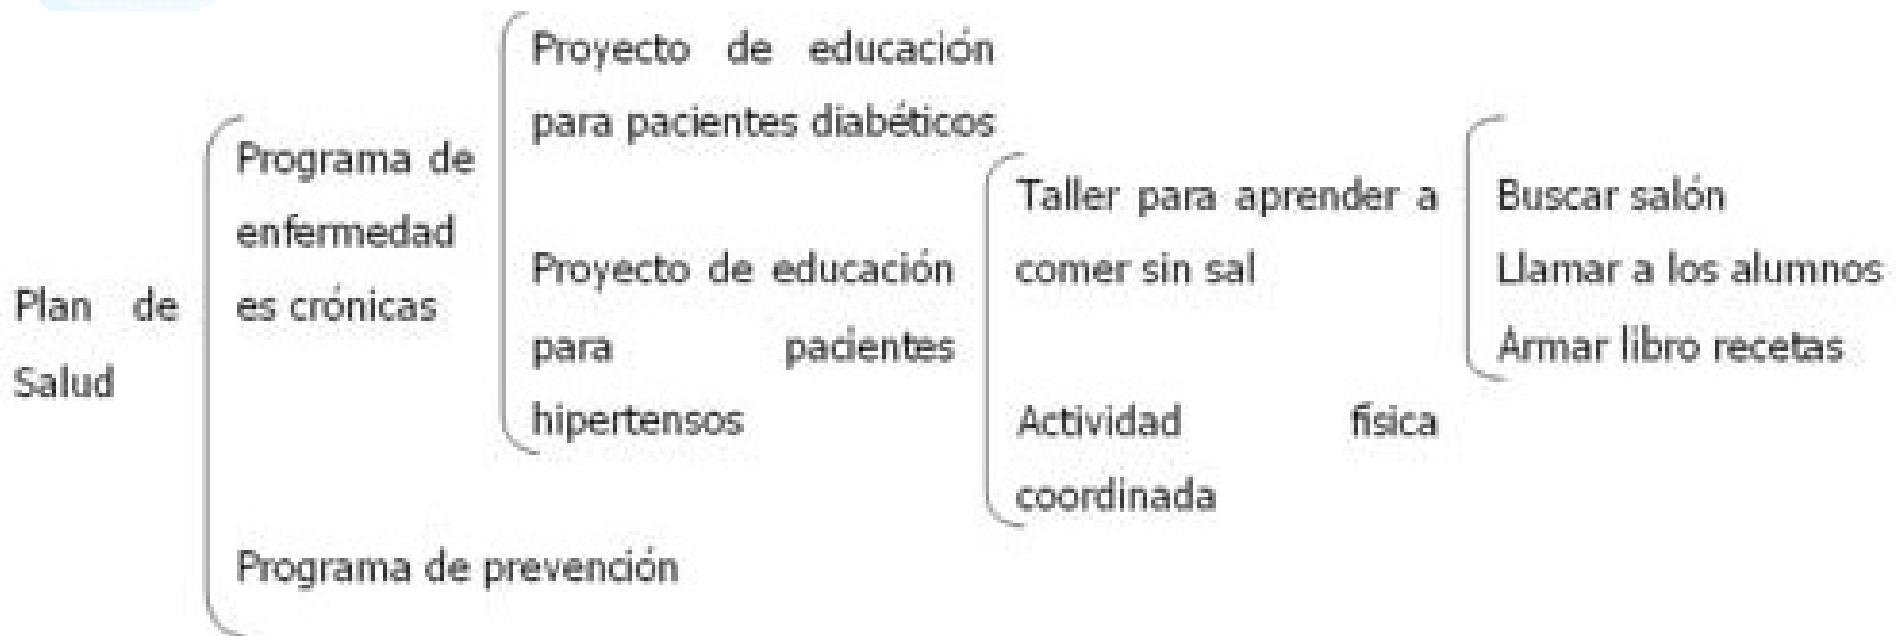 Plan de
Salud
Programa de
enfermedad
es crónicas
Programa de prevención
Proyecto de educación
para pacientes diabéticos
Proyecto de educación
para pacientes
hipertensos
Taller para aprender a
comer sin sal
Actividad física
coordinada
Buscar salón
Llamar a los alumnos
Armar libro recetas